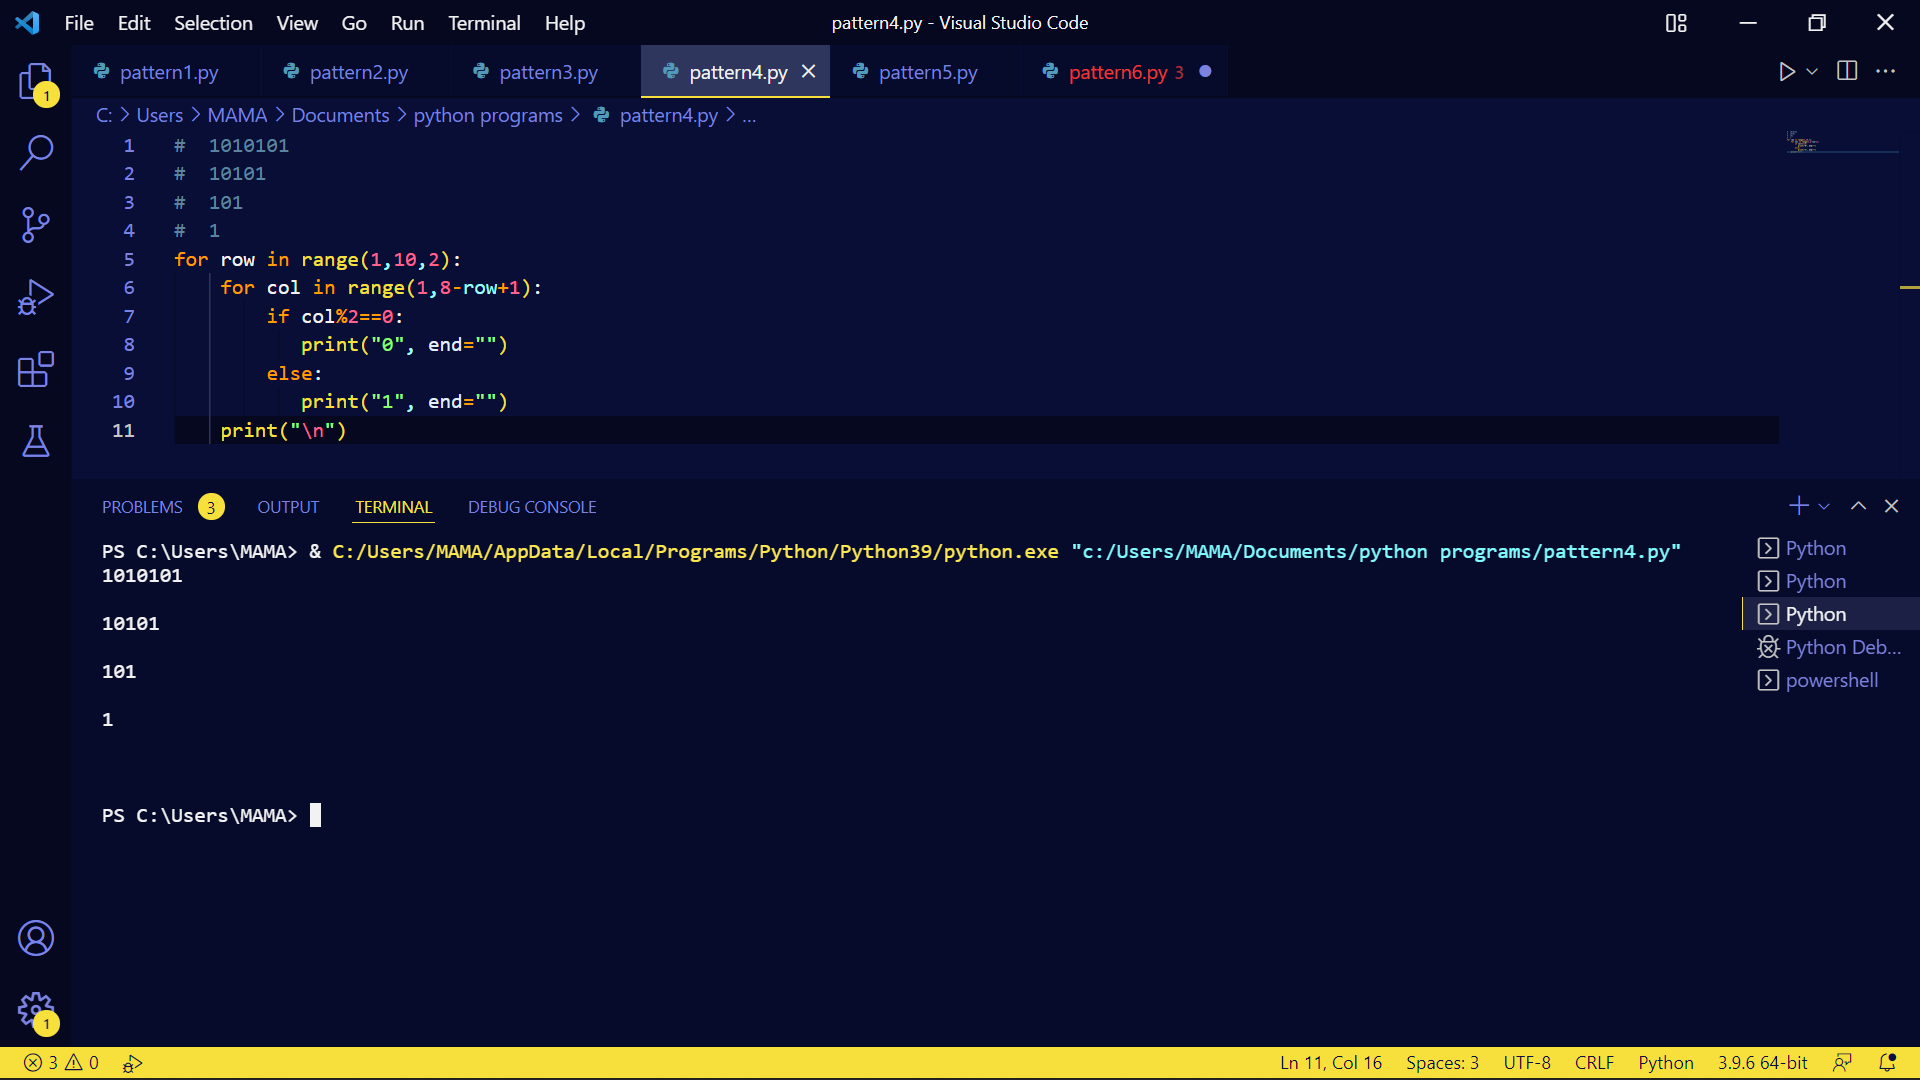 File Edit Selection View Go Run Terminal Help pattern4.py - Visual Studio Code
pattern1.py pattern2.py pattern3.py pattern4.py pattern5.py pattern6.py 3
1
C: > Users > MAMA > Documents > python programs > pattern4.py > ...
1 # 1010101
2 # 10101
3 # 101
4 # 1
5 for row in range(1,10,2):
6 for col in range(1,8-row+1):
7 if col%2==0:
8 print("0", end="")
9 else:
10 print("1", end="")
11 print("\n")
PROBLEMS 3 OUTPUT TERMINAL DEBUG CONSOLE
PS C:\Users\MAMA> & C:/Users/MAMA/AppData/Local/Programs/Python/Python39/python.exe "c:/Users/MAMA/Documents/python programs/pattern4.py"
1010101
10101
101
1
PS C:\Users\MAMA>
Python
Python
Python
Python Deb...
powershell
1
3 0 Ln 11, Col 16 Spaces: 3 UTF-8 CRLF Python 3.9.6 64-bit